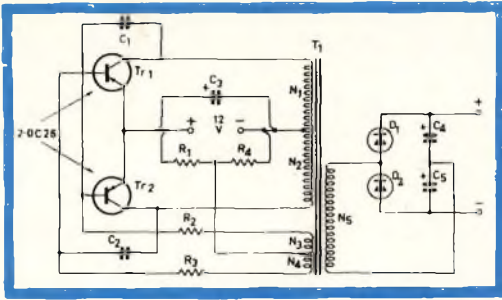 C1
Tr1
T1
C3
+
N1
2-OC26
+ 12 V −
D1
+ C4
+
R1
R4
N2
D2
+ C5
Tr2
N5
−
R2
C2
N3
N4
R3